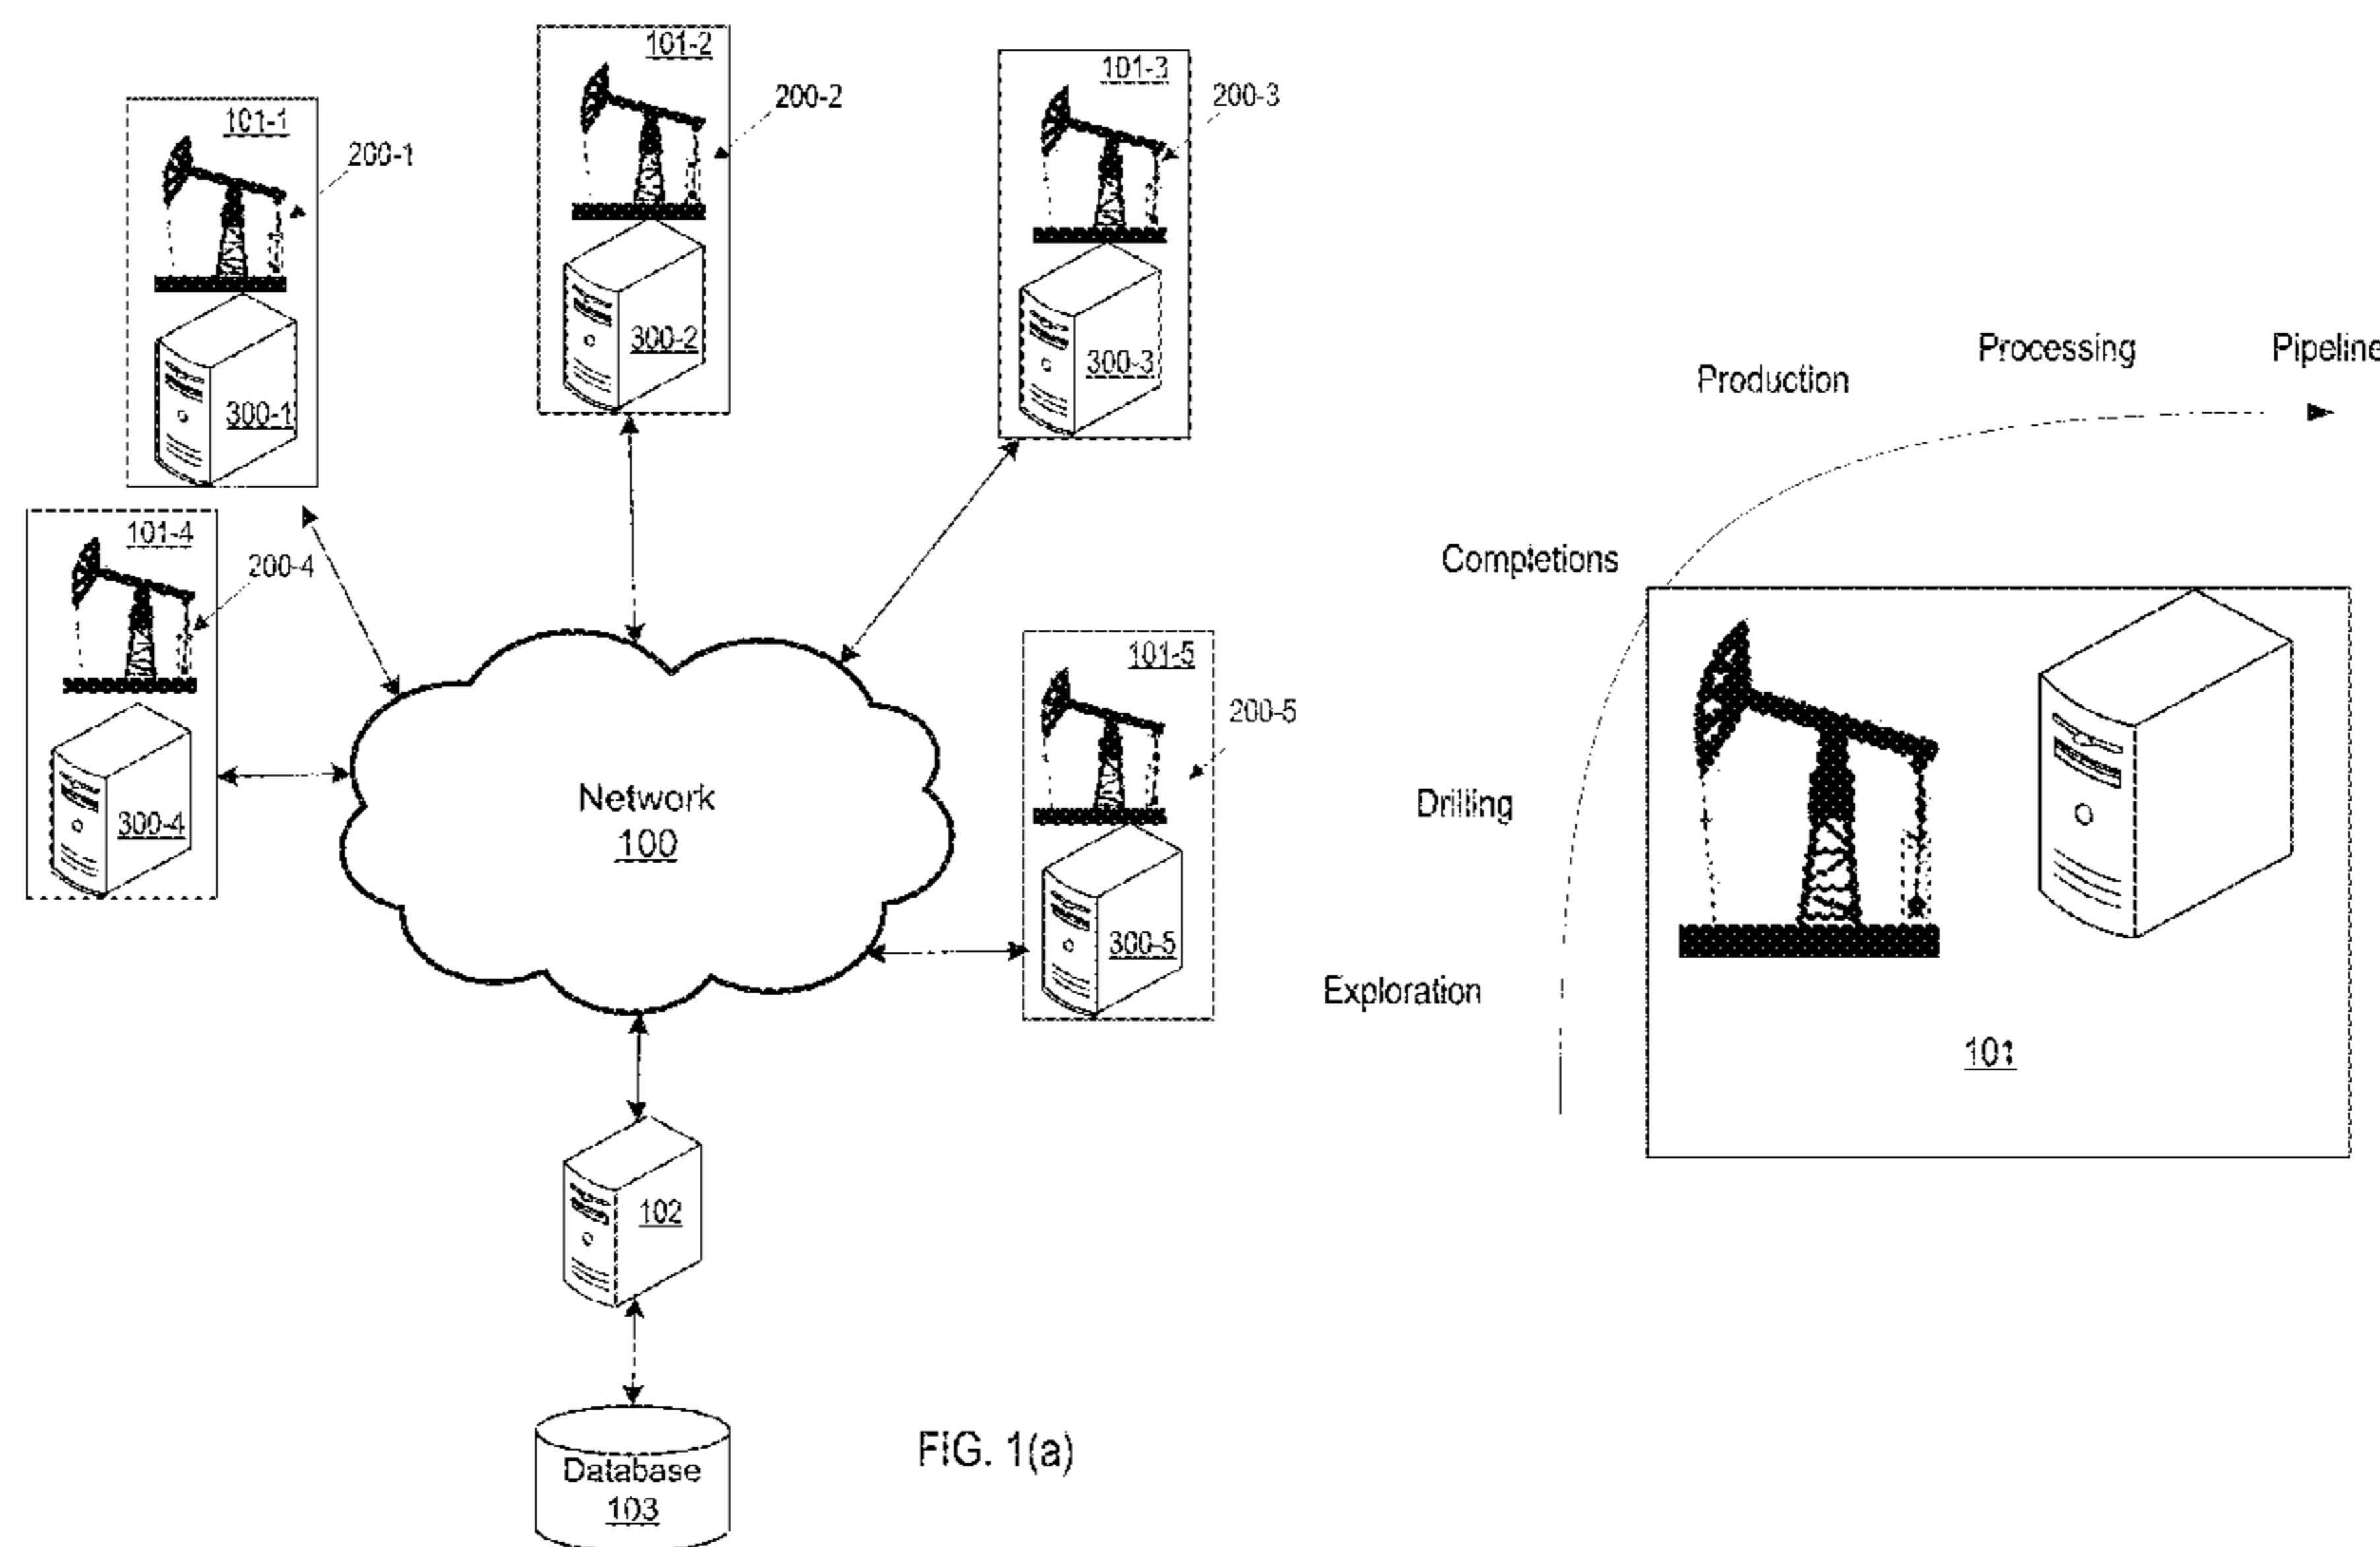 101-1
200-1
300-1
101-2
200-2
300-2
101-3
200-3
300-3
101-4
200-4
300-4
Network
100
101-5
200-5
300-5
102
Database
103
FIG. 1(a)
Exploration
Drilling
Completions
Production
Processing
Pipeline
101